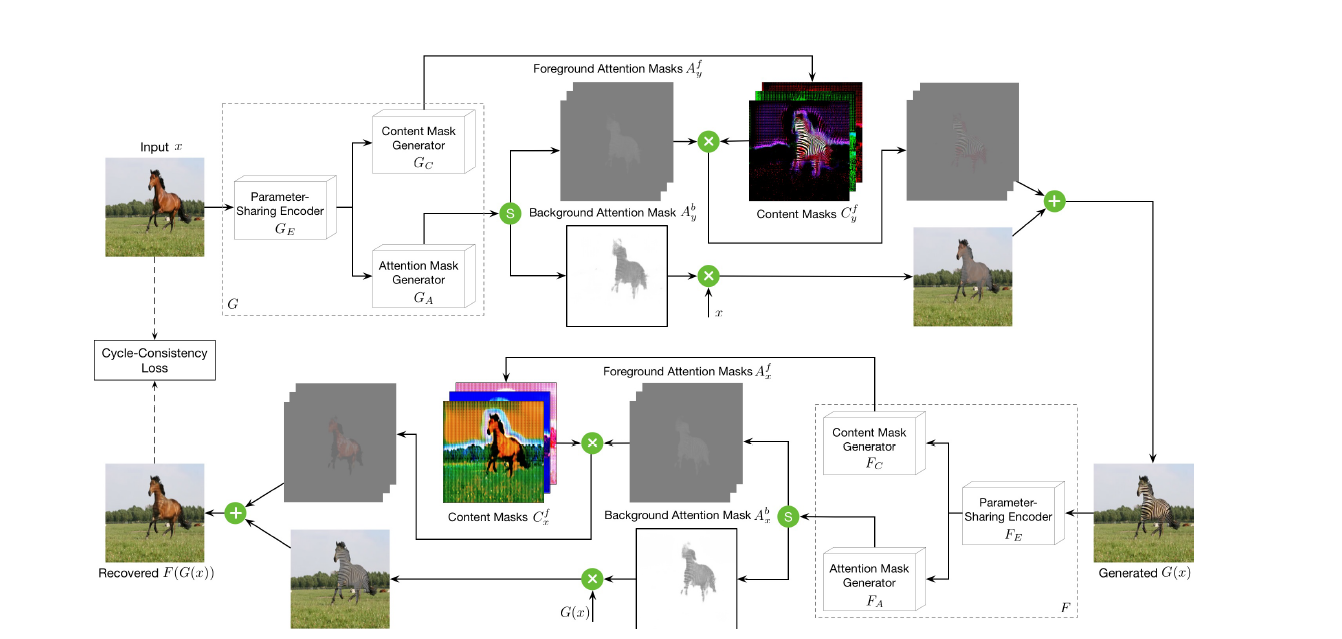 Foreground Attention Masks A_y^f
Content Mask
Generator
G_C
Input x
Parameter-
Sharing Encoder
G_E
S
Background Attention Mask A_y^b
Content Masks C_y^f
×
+
Attention Mask
Generator
G_A
×
G
x
Cycle-Consistency
Loss
Foreground Attention Masks A_x^f
Content Mask
Generator
F_C
×
Parameter-
Sharing Encoder
F_E
Content Masks C_x^f
Background Attention Mask A_x^b
S
+
Recovered F(G(x))
Generated G(x)
Attention Mask
Generator
F_A
×
G(x)
F